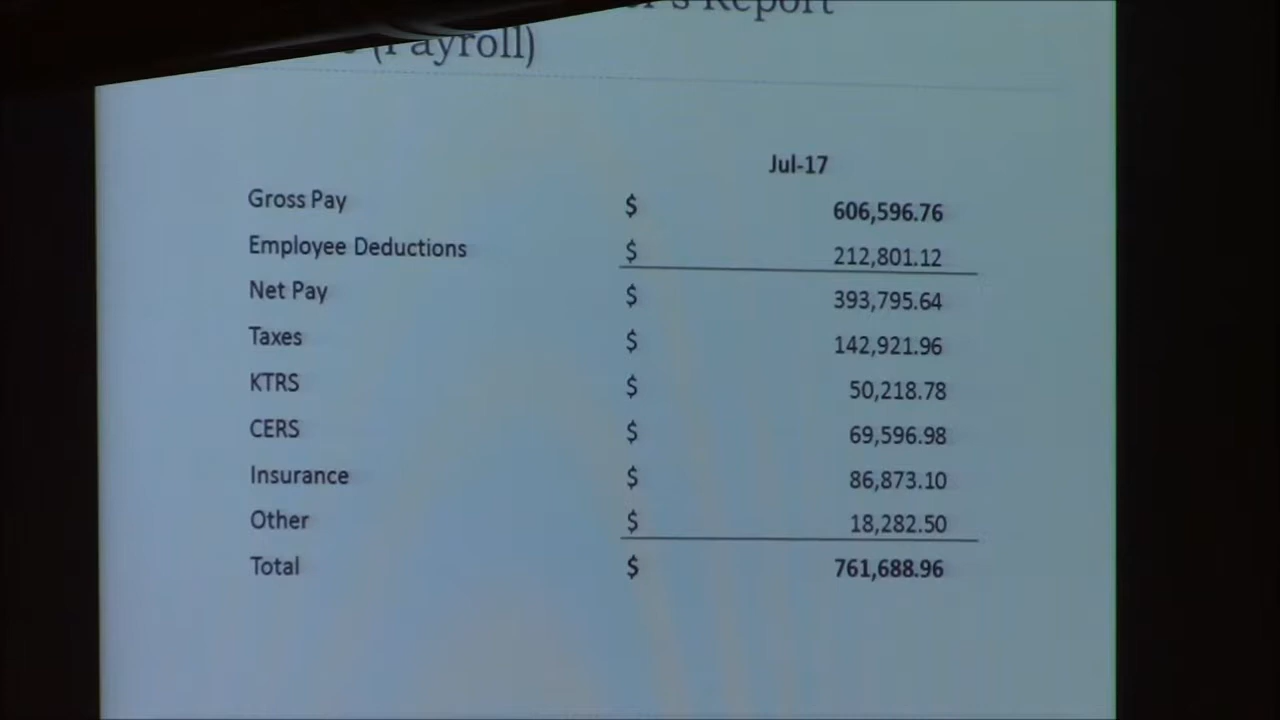 Report
(Payroll)
Jul-17
Gross Pay $ 606,596.76
Employee Deductions $ 212,801.12
Net Pay $ 393,795.64
Taxes $ 142,921.96
KTRS $ 50,218.78
CERS $ 69,596.98
Insurance $ 86,873.10
Other $ 18,282.50
Total $ 761,688.96